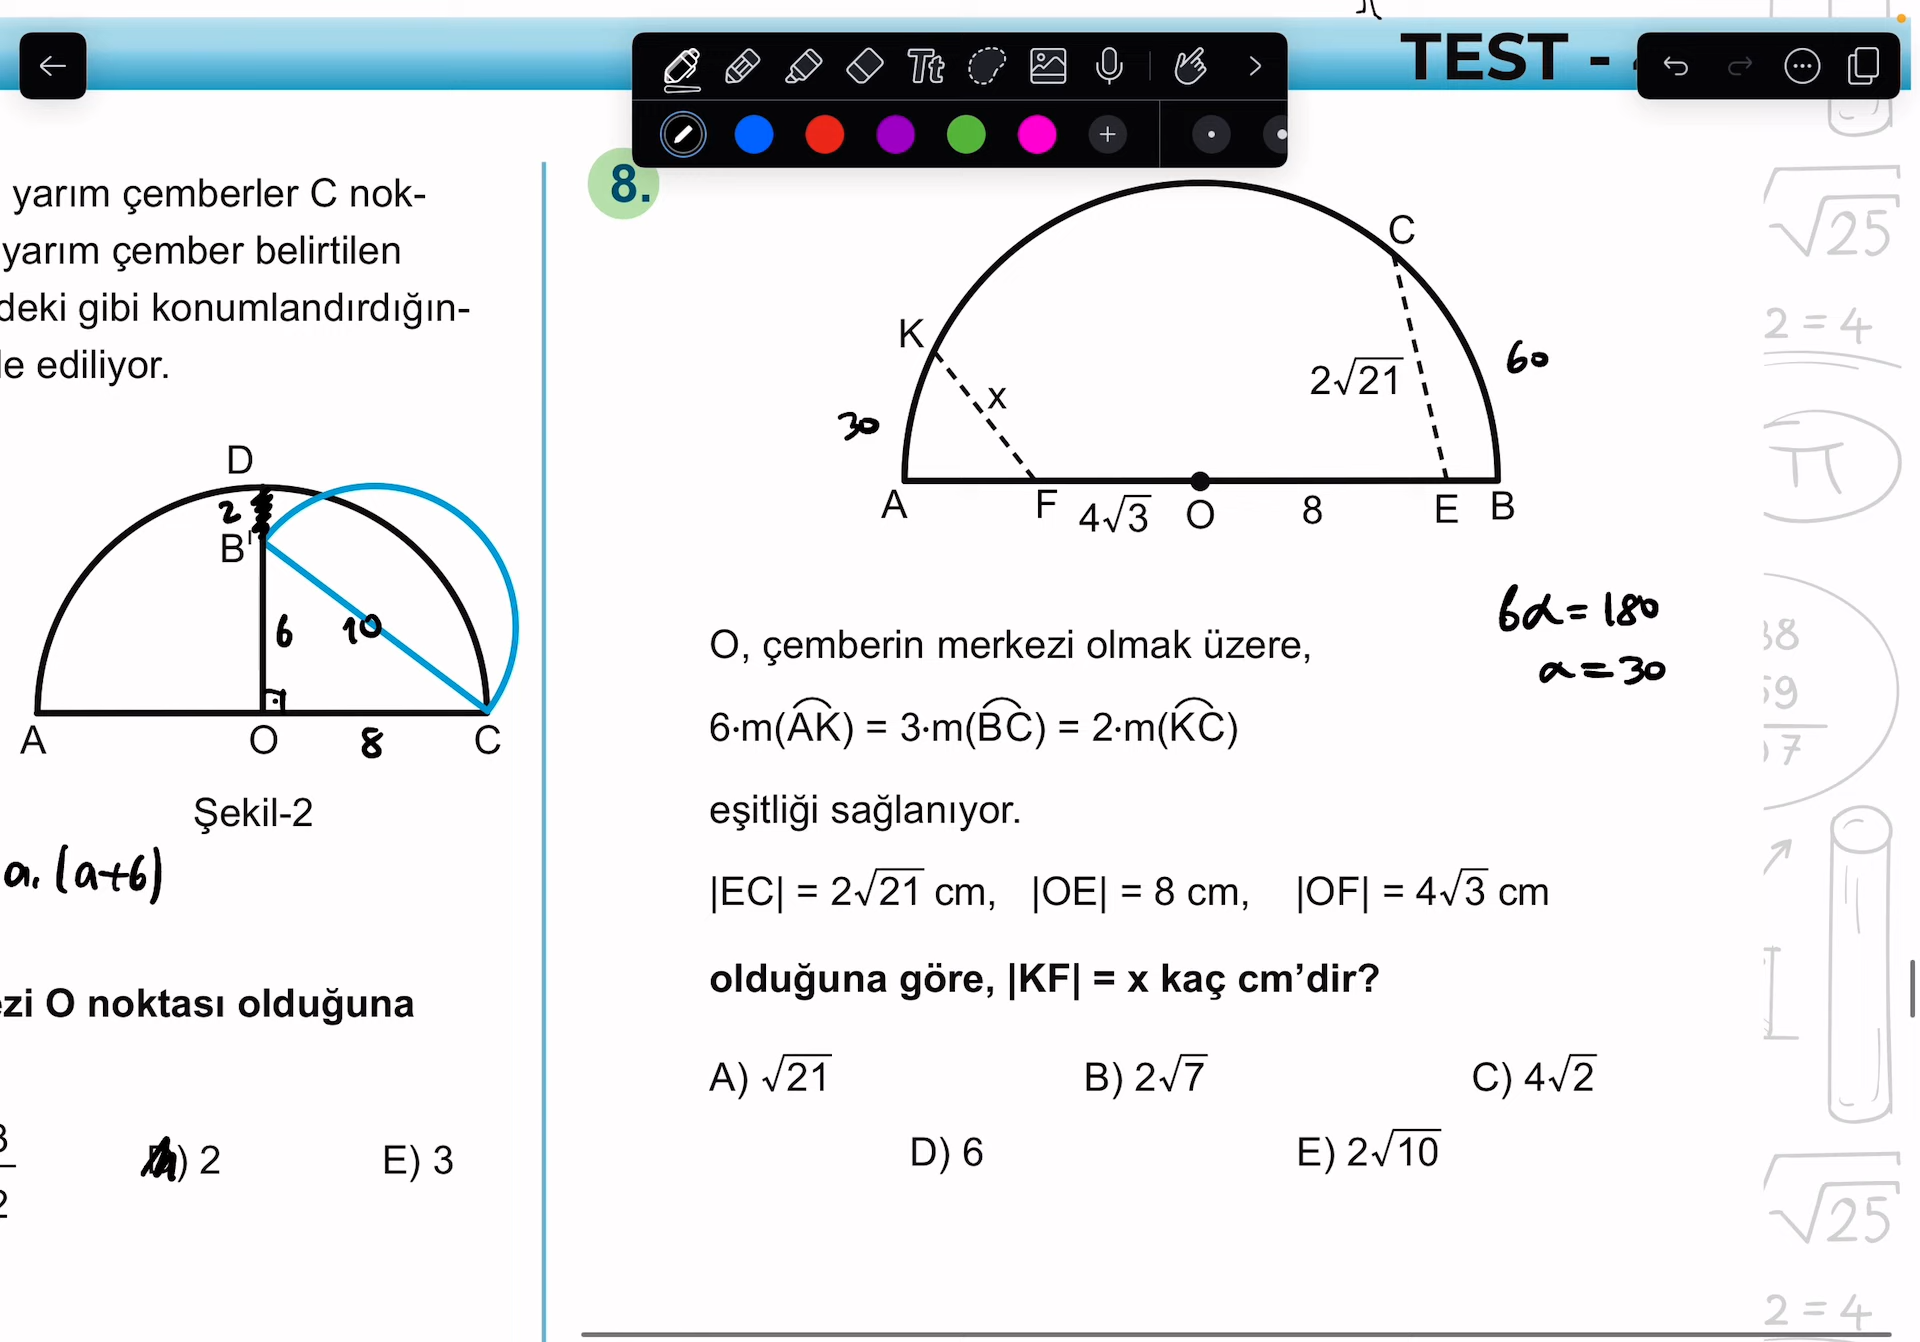 TEST -
Tt
yarım çemberler C nok-
yarım çember belirtilen
deki gibi konumlandırdığın-
le ediliyor.
D
2
B'
6
10
A
O
8
C
Şekil-2
a. (a+6)
zi O noktası olduğuna
2
) 2
E) 3
8.
C
K
x
2√21
60
30
A
F
4√3
O
8
E
B
6α = 180
α = 30
O, çemberin merkezi olmak üzere,
6·m(AK) = 3·m(BC) = 2·m(KC)
eşitliği sağlanıyor.
|EC| = 2√21 cm, |OE| = 8 cm, |OF| = 4√3 cm
olduğuna göre, |KF| = x kaç cm'dir?
A) √21
B) 2√7
C) 4√2
D) 6
E) 2√10
√25
2 = 4
π
√25
2 = 4